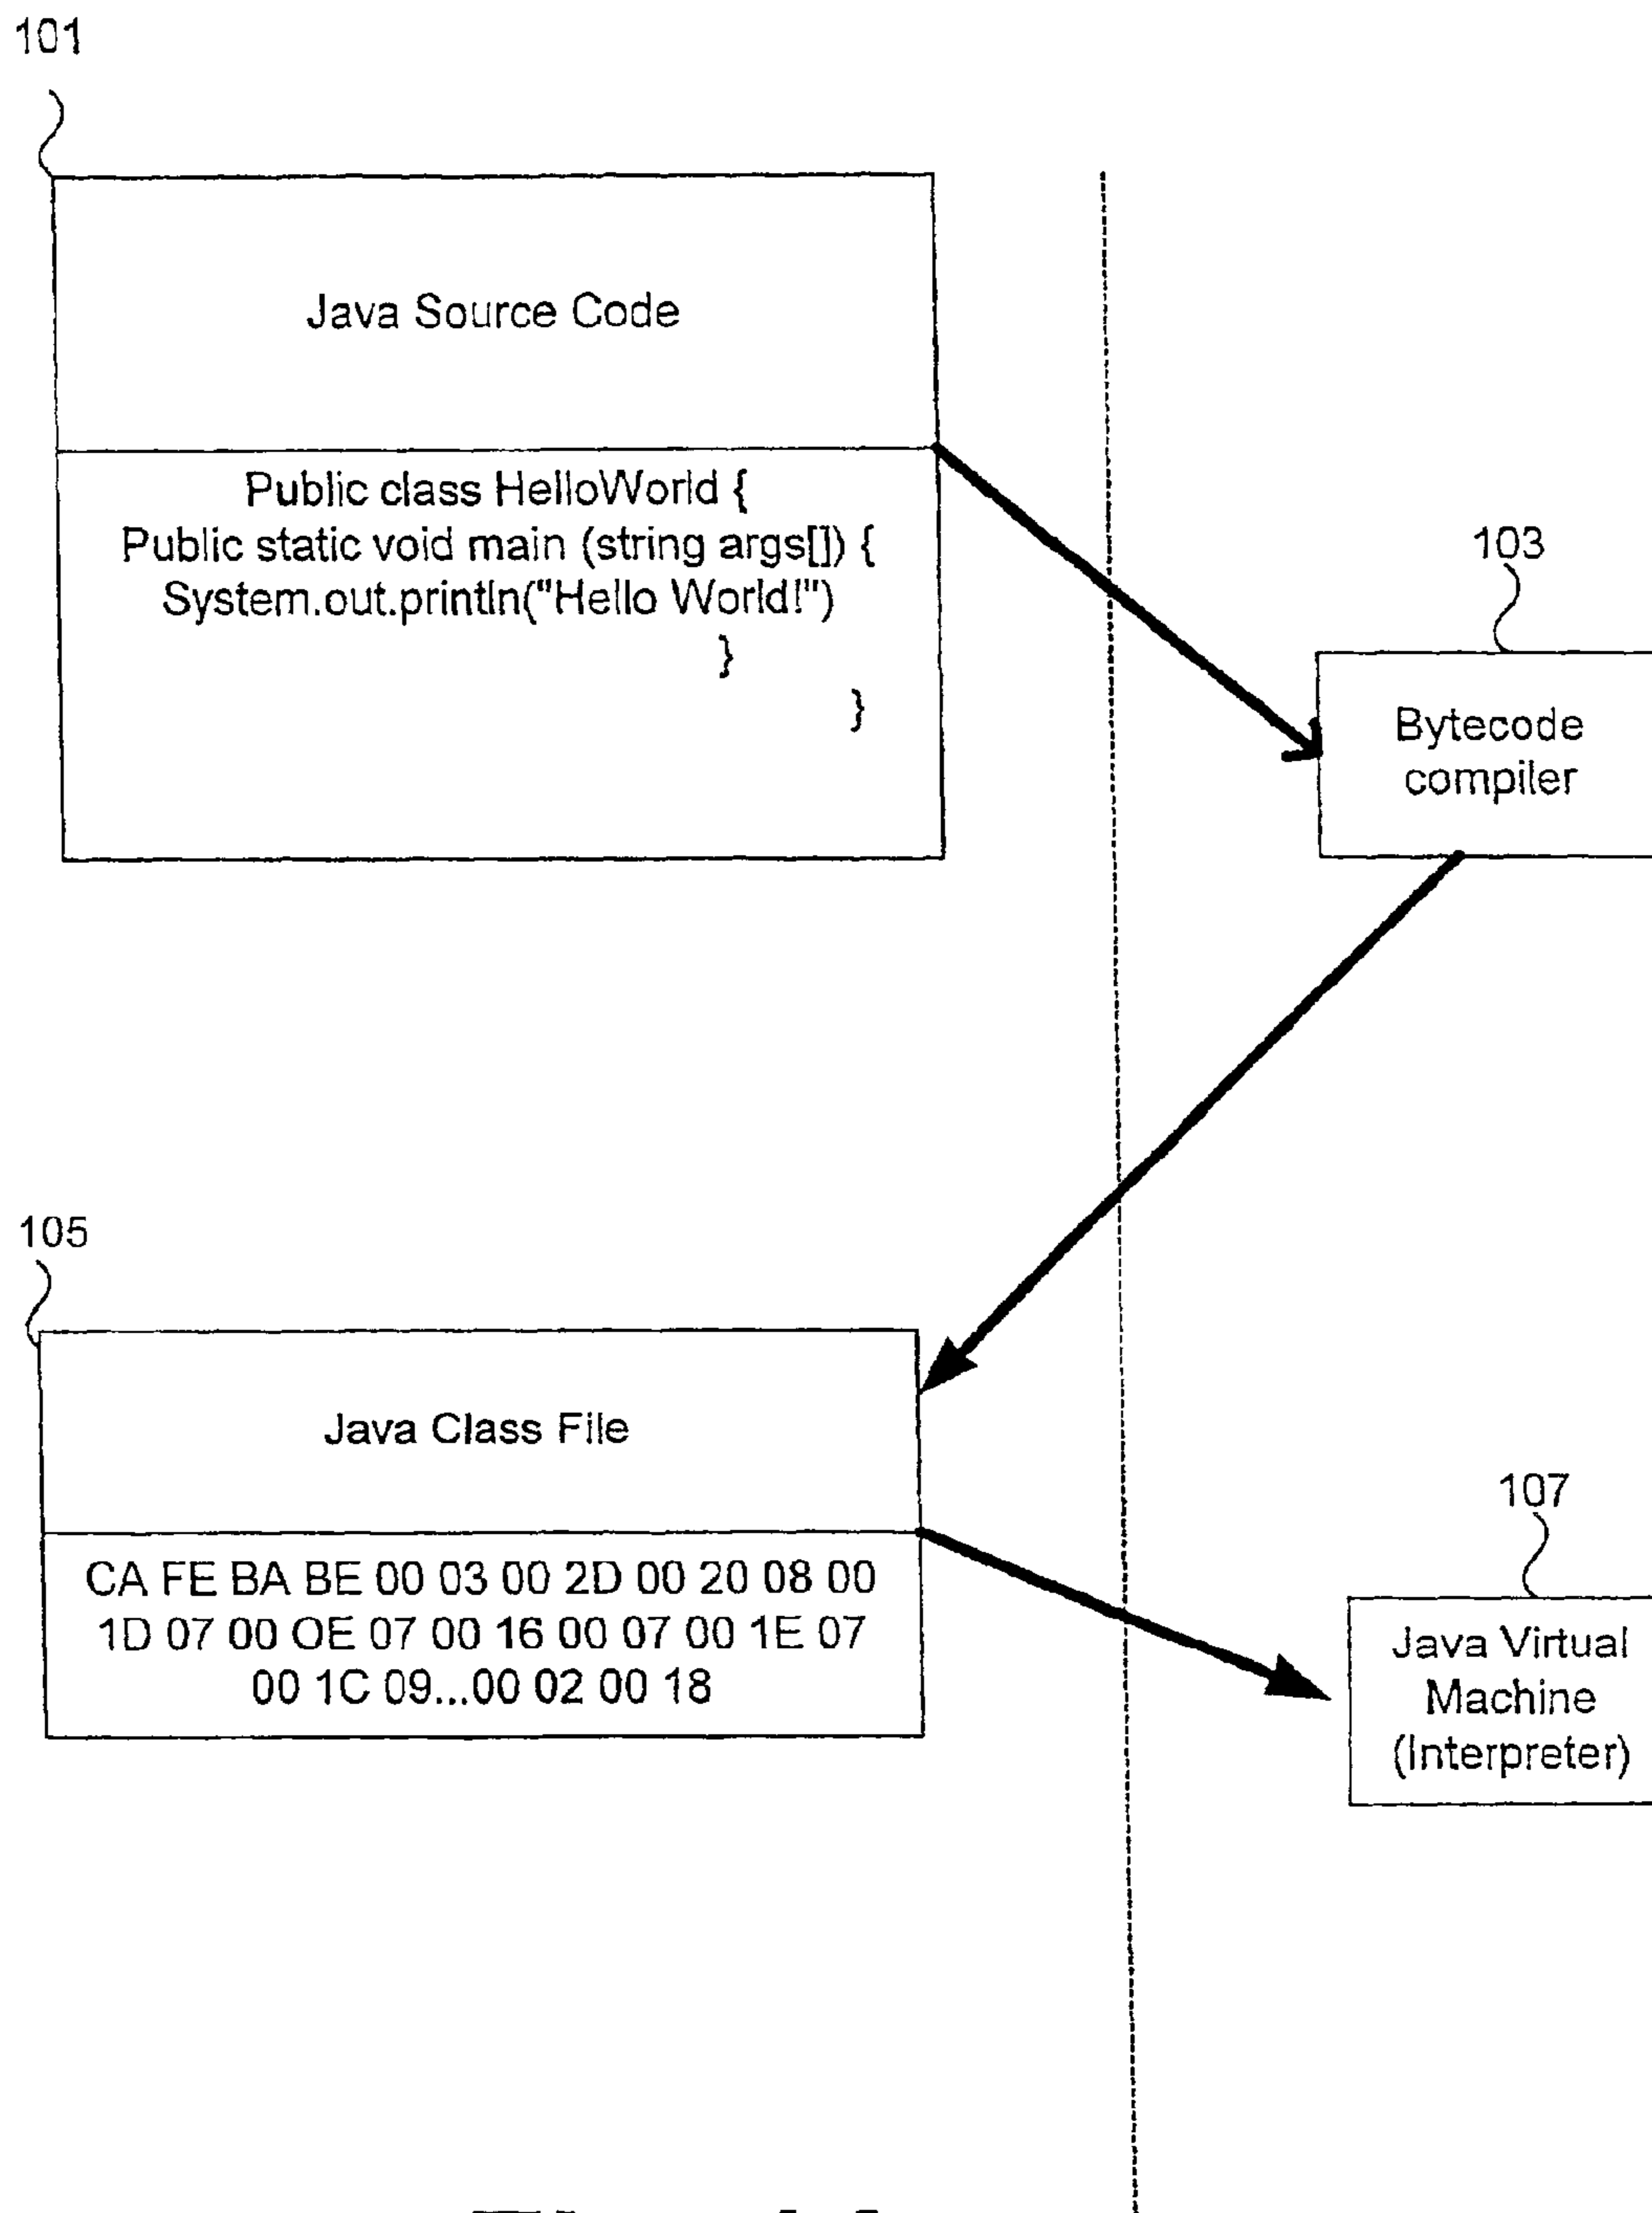 101
Java Source Code
Public class HelloWorld {
Public static void main (string args[]) {
System.out.println("Hello World!")
}
}
103
Bytecode
compiler
105
Java Class File
CA FE BA BE 00 03 00 2D 00 20 08 00
1D 07 00 OE 07 00 16 00 07 00 1E 07
00 1C 09...00 02 00 18
107
Java Virtual
Machine
(Interpreter)